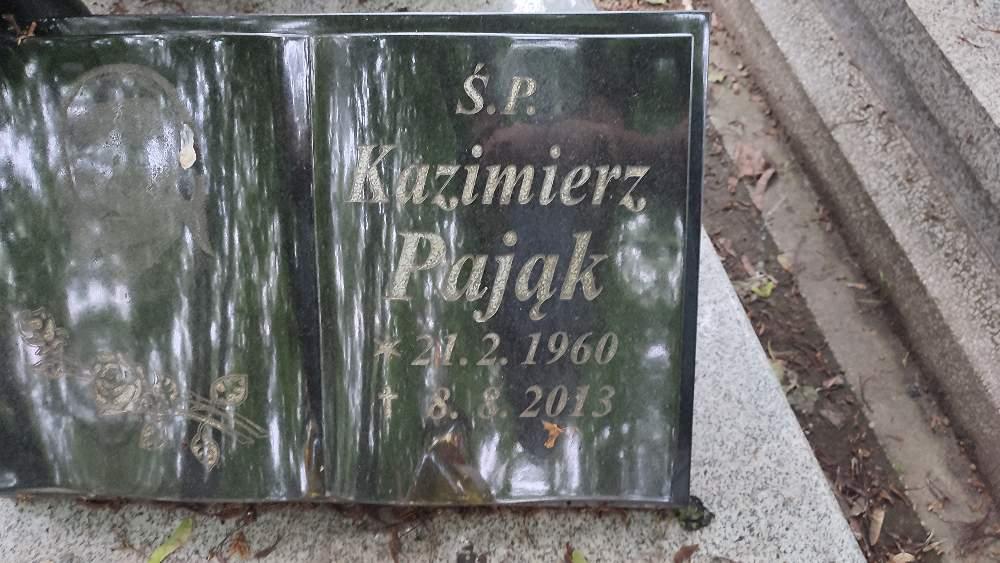 Ś.P.
Kazimierz
Pająk
* 21. 2. 1960
† 8. 8. 2013